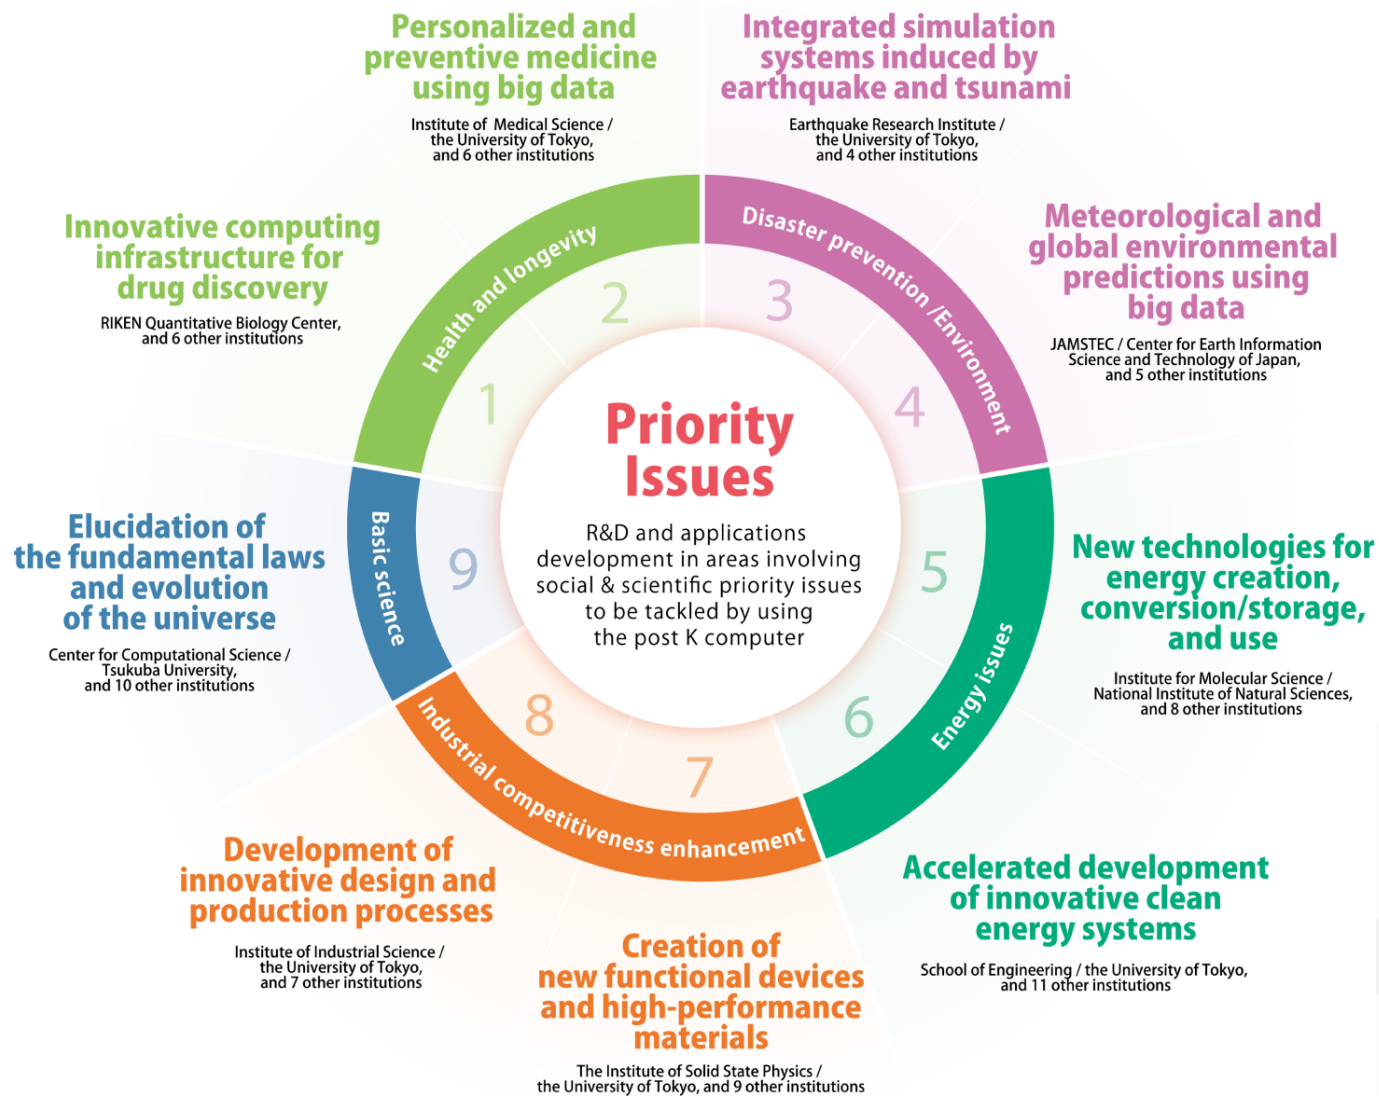 Personalized and
preventive medicine
using big data
Institute of Medical Science /
the University of Tokyo,
and 6 other institutions
Integrated simulation
systems induced by
earthquake and tsunami
Earthquake Research Institute /
the University of Tokyo,
and 4 other institutions
Innovative computing
infrastructure for
drug discovery
RIKEN Quantitative Biology Center,
and 6 other institutions
Meteorological and
global environmental
predictions using
big data
JAMSTEC / Center for Earth Information
Science and Technology of Japan,
and 5 other institutions
Health and longevity
Disaster prevention /Environment
2
3
1
4
Priority
Issues
R&D and applications
development in areas involving
social & scientific priority issues
to be tackled by using
the post K computer
Elucidation of
the fundamental laws
and evolution
of the universe
Center for Computational Science /
Tsukuba University,
and 10 other institutions
Basic science
9
5
Energy issues
New technologies for
energy creation,
conversion/storage,
and use
Institute for Molecular Science /
National Institute of Natural Sciences,
and 8 other institutions
8
7
6
Industrial competitiveness enhancement
Development of
innovative design and
production processes
Institute of Industrial Science /
the University of Tokyo,
and 7 other institutions
Creation of
new functional devices
and high-performance
materials
The Institute of Solid State Physics /
the University of Tokyo, and 9 other institutions
Accelerated development
of innovative clean
energy systems
School of Engineering / the University of Tokyo,
and 11 other institutions